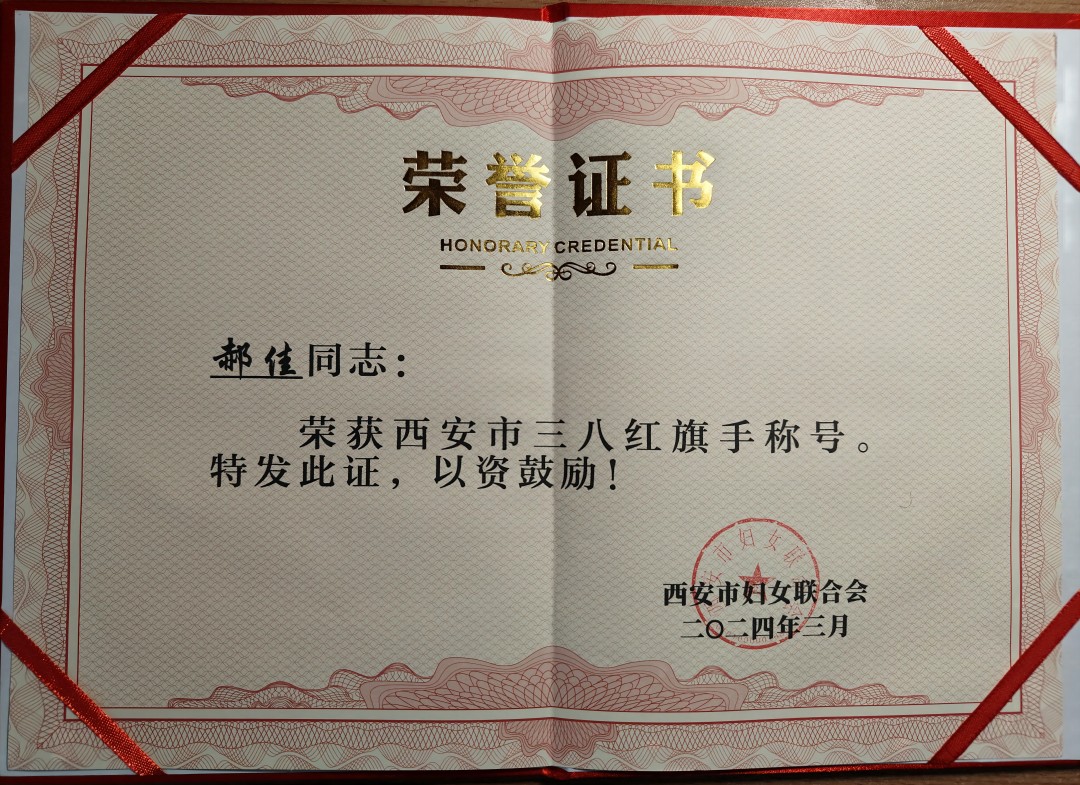 荣誉证书
HONORARY CREDENTIAL
郝佳同志：
荣获西安市三八红旗手称号。
特发此证，以资鼓励！
西安市妇女联合会
二〇二四年三月